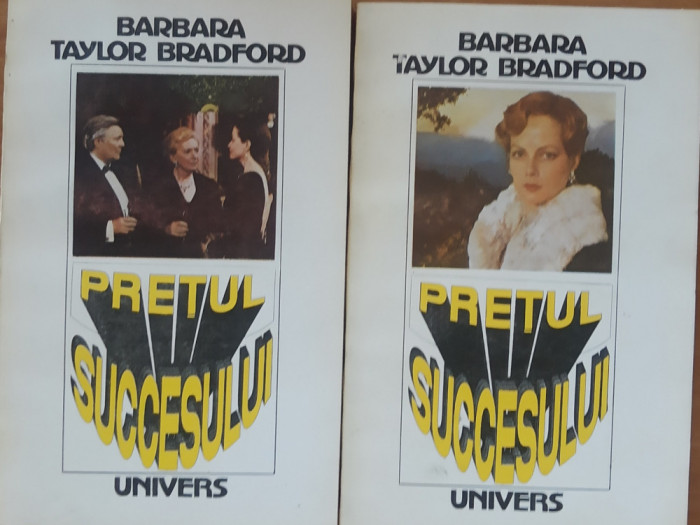 BARBARA
TAYLOR BRADFORD
PRETUL
SUCCESULUI
UNIVERS
BARBARA
TAYLOR BRADFORD
PRETUL
SUCCESULUI
UNIVERS